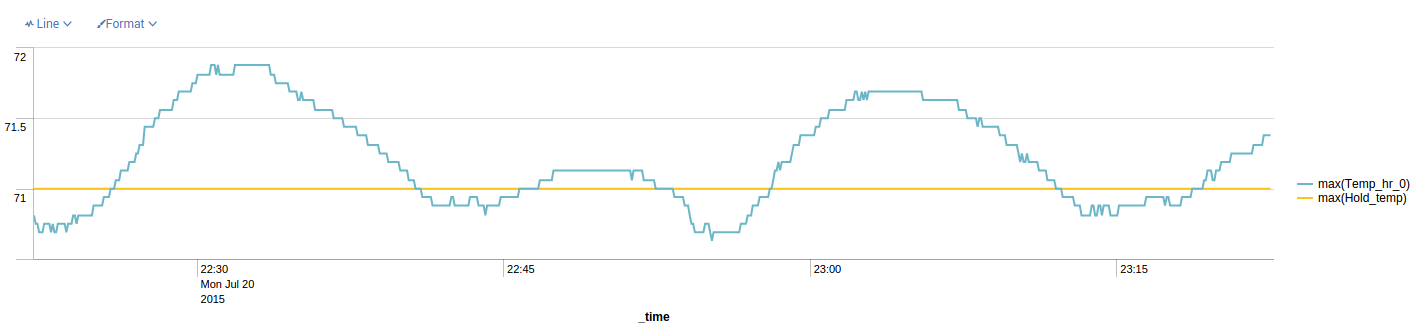 Line Format
72
71.5
71
max(Temp_hr_0)
max(Hold_temp)
22:30 22:45 23:00 23:15
Mon Jul 20
2015
_time